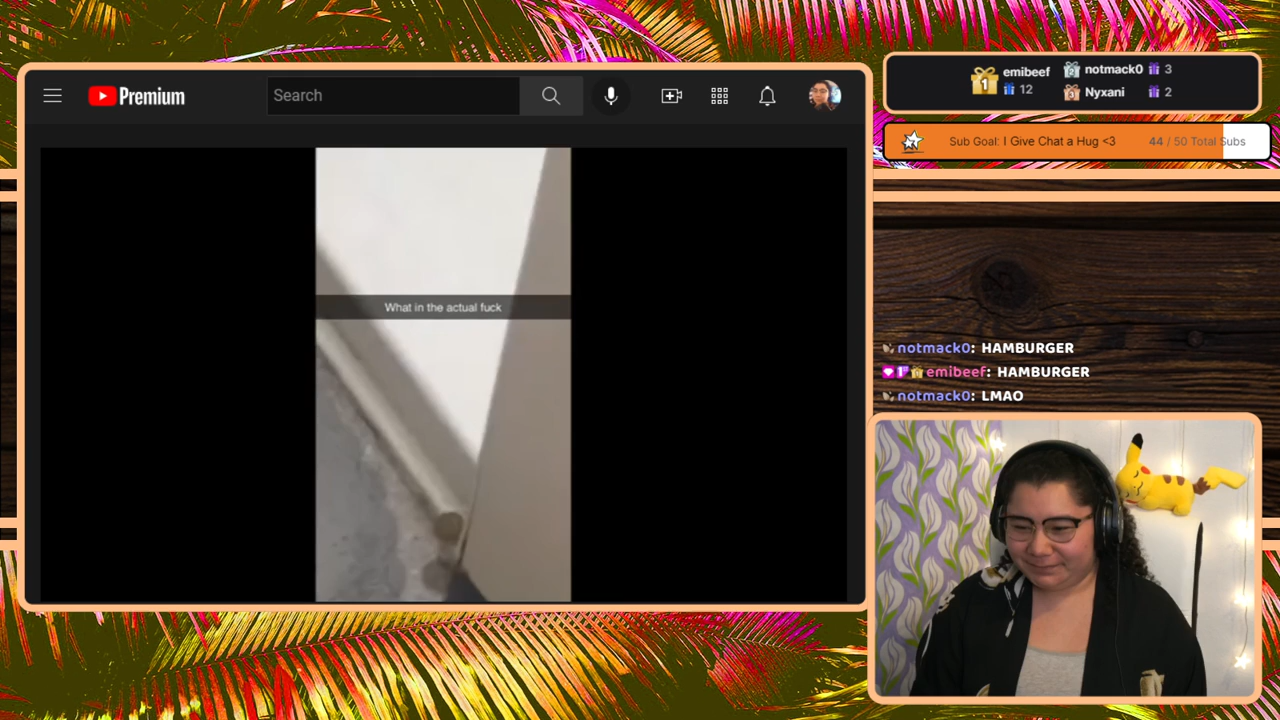 Premium
Search
What in the actual fuck
1
emibeef
12
notmack0
3
Nyxani
2
Sub Goal: I Give Chat a Hug <3
44 / 50 Total Subs
notmack0: HAMBURGER
emibeef: HAMBURGER
notmack0: LMAO